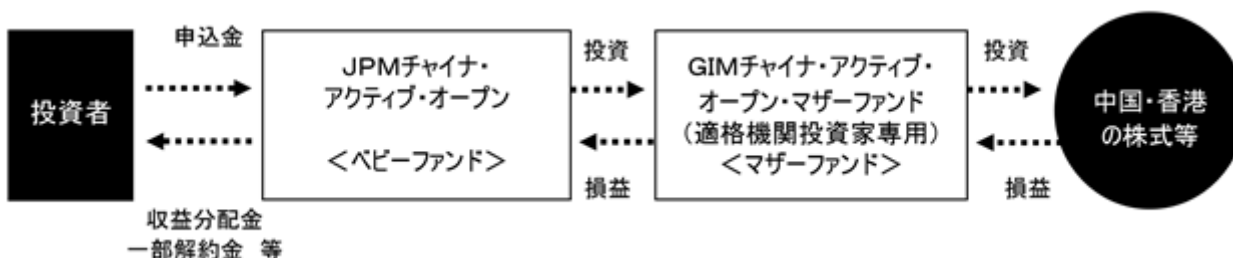 申込金
投資者
収益分配金
一部解約金 等
JPMチャイナ・
アクティブ・オープン
<ベビーファンド>
投資
損益
GIMチャイナ・アクティブ・
オープン・マザーファンド
(適格機関投資家専用)
<マザーファンド>
投資
損益
中国・香港
の株式等